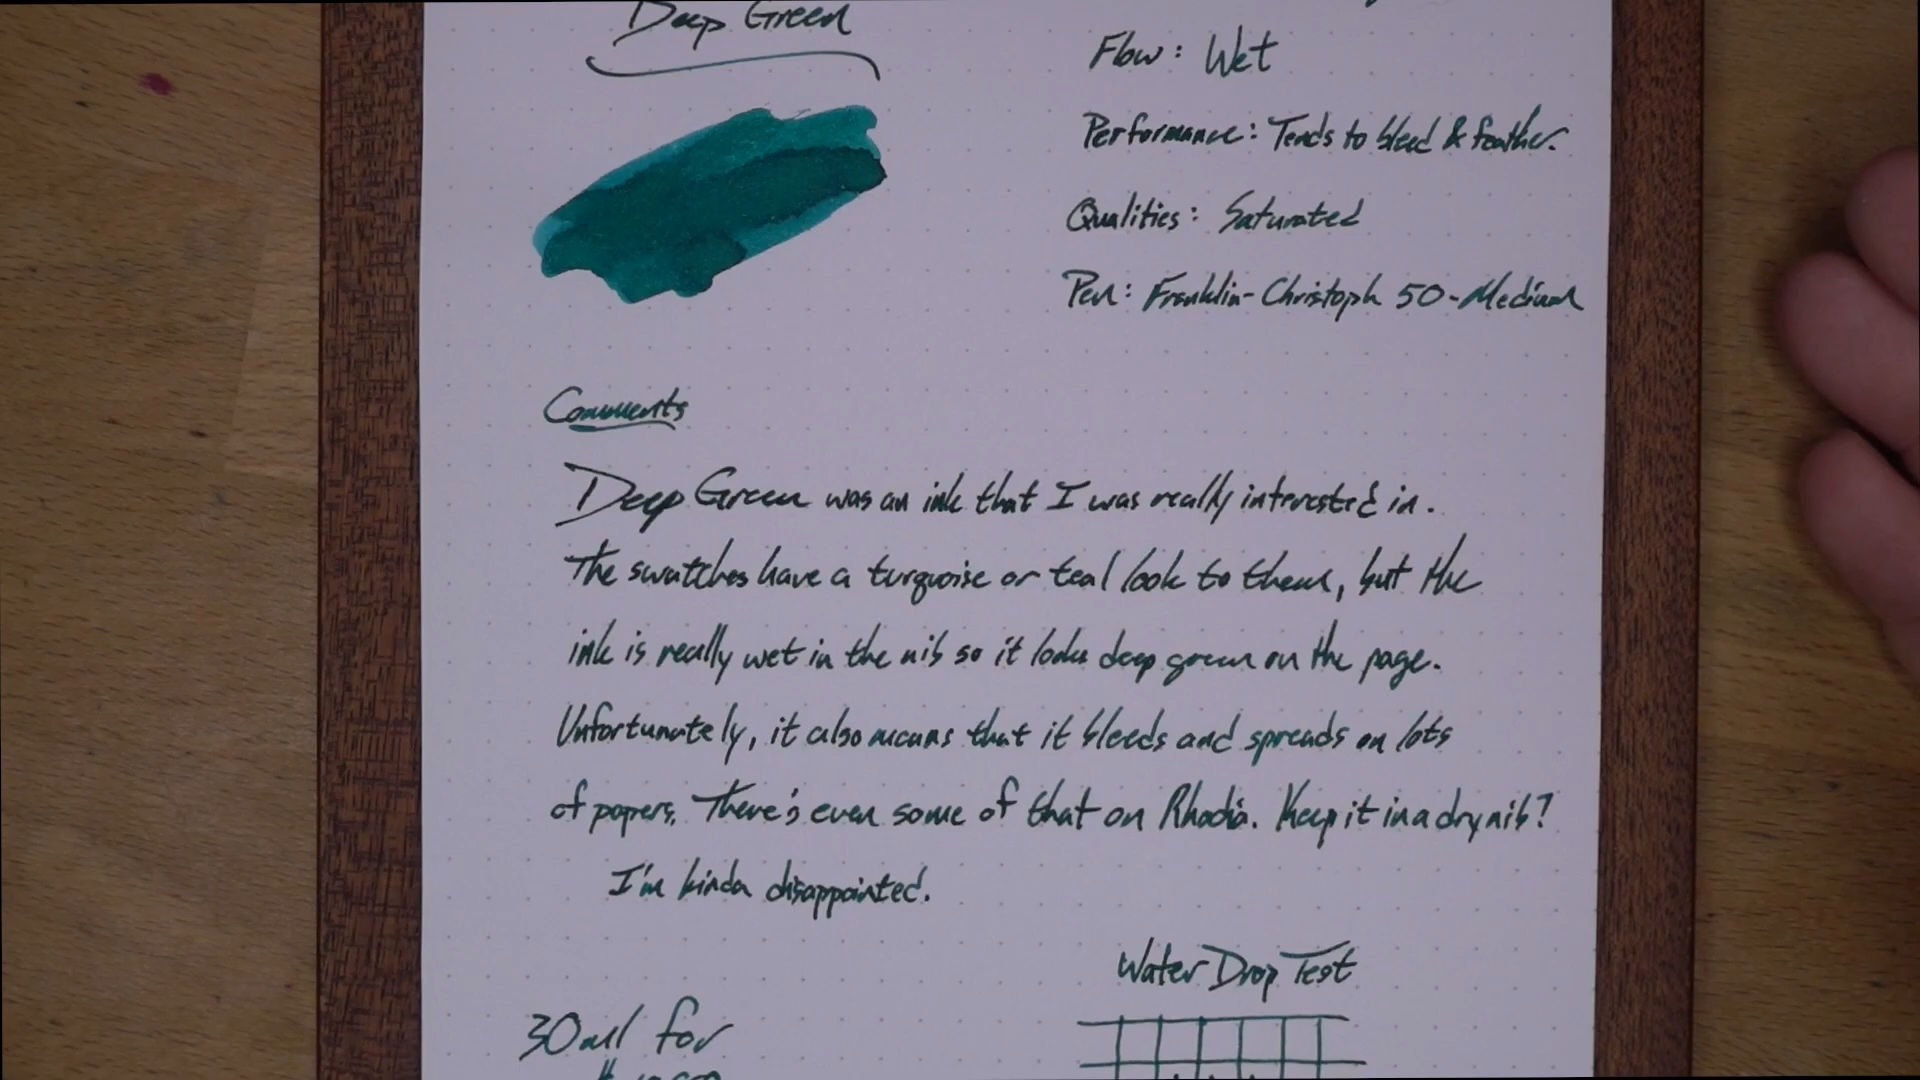 Deep Green
Flow: Wet
Performance: Tends to bleed & feather.
Qualities: Saturated
Pen: Franklin-Christoph 50-Medium
Comments
Deep Green was an ink that I was really interested in.
The swatches have a turquoise or teal look to them, but the
ink is really wet in the nib so it looks deep green on the page.
Unfortunately, it also means that it bleeds and spreads on lots
of papers. There's even some of that on Rhodia. Keep it in a dry nib?
I'm kinda disappointed.
Water Drop Test
30ml for